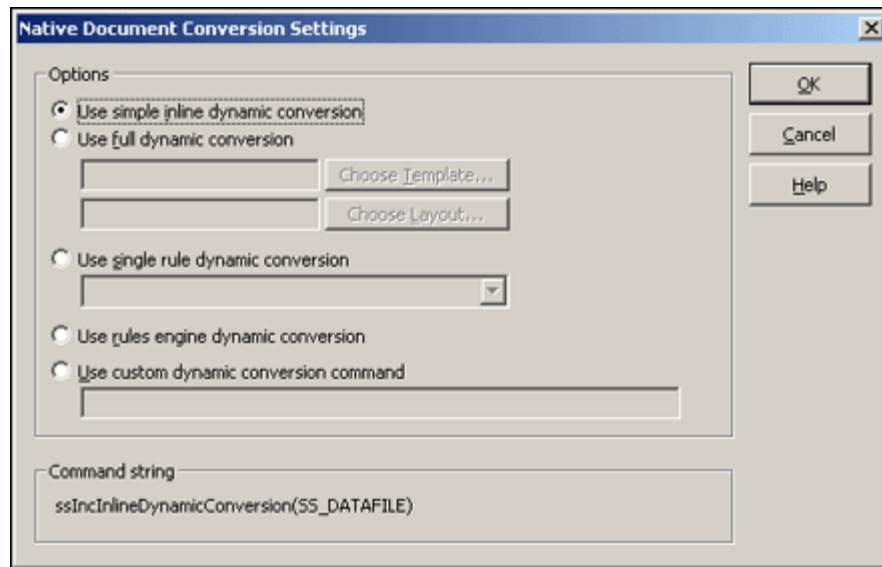 Native Document Conversion Settings
Options
Use simple inline dynamic conversion
Use full dynamic conversion
Choose Template...
Choose Layout...
Use single rule dynamic conversion
Use rules engine dynamic conversion
Use custom dynamic conversion command
Command string
ssIncInlineDynamicConversion(SS_DATAFILE)
OK
Cancel
Help